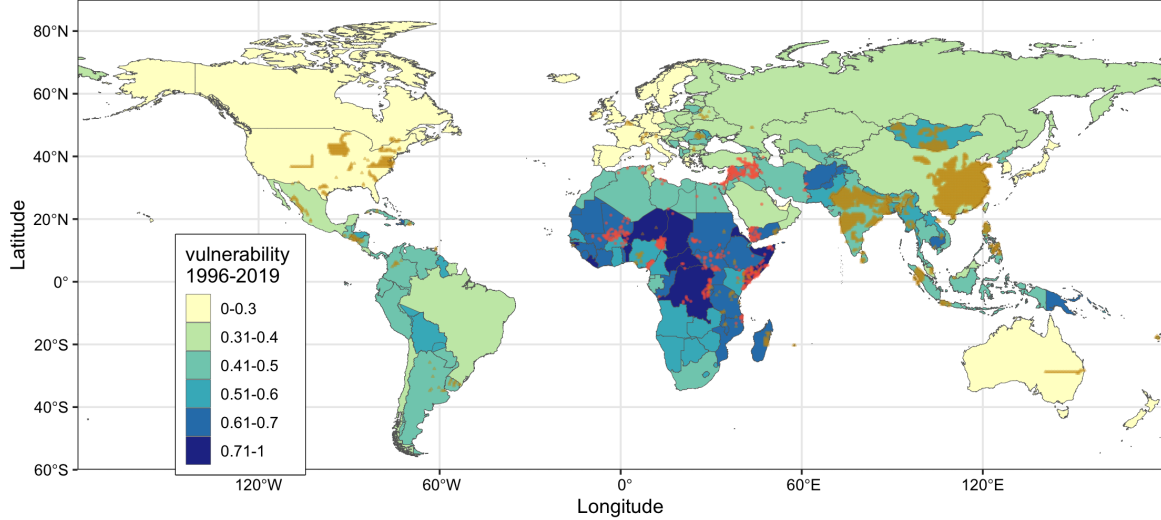 80°N
60°N
40°N
20°N
0°
20°S
40°S
60°S
Latitude
vulnerability
1996-2019
0-0.3
0.31-0.4
0.41-0.5
0.51-0.6
0.61-0.7
0.71-1
120°W
60°W
0°
60°E
120°E
Longitude